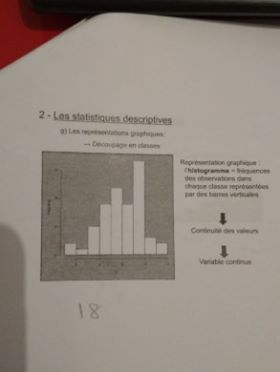 2 - Les statistiques descriptives
g) Les représentations graphiques:
→ Découpage en classes
Représentation graphique :
l'histogramme = fréquences
des observations dans
chaque classe représentées
par des barres verticales
Continuité des valeurs
Variable continue
18